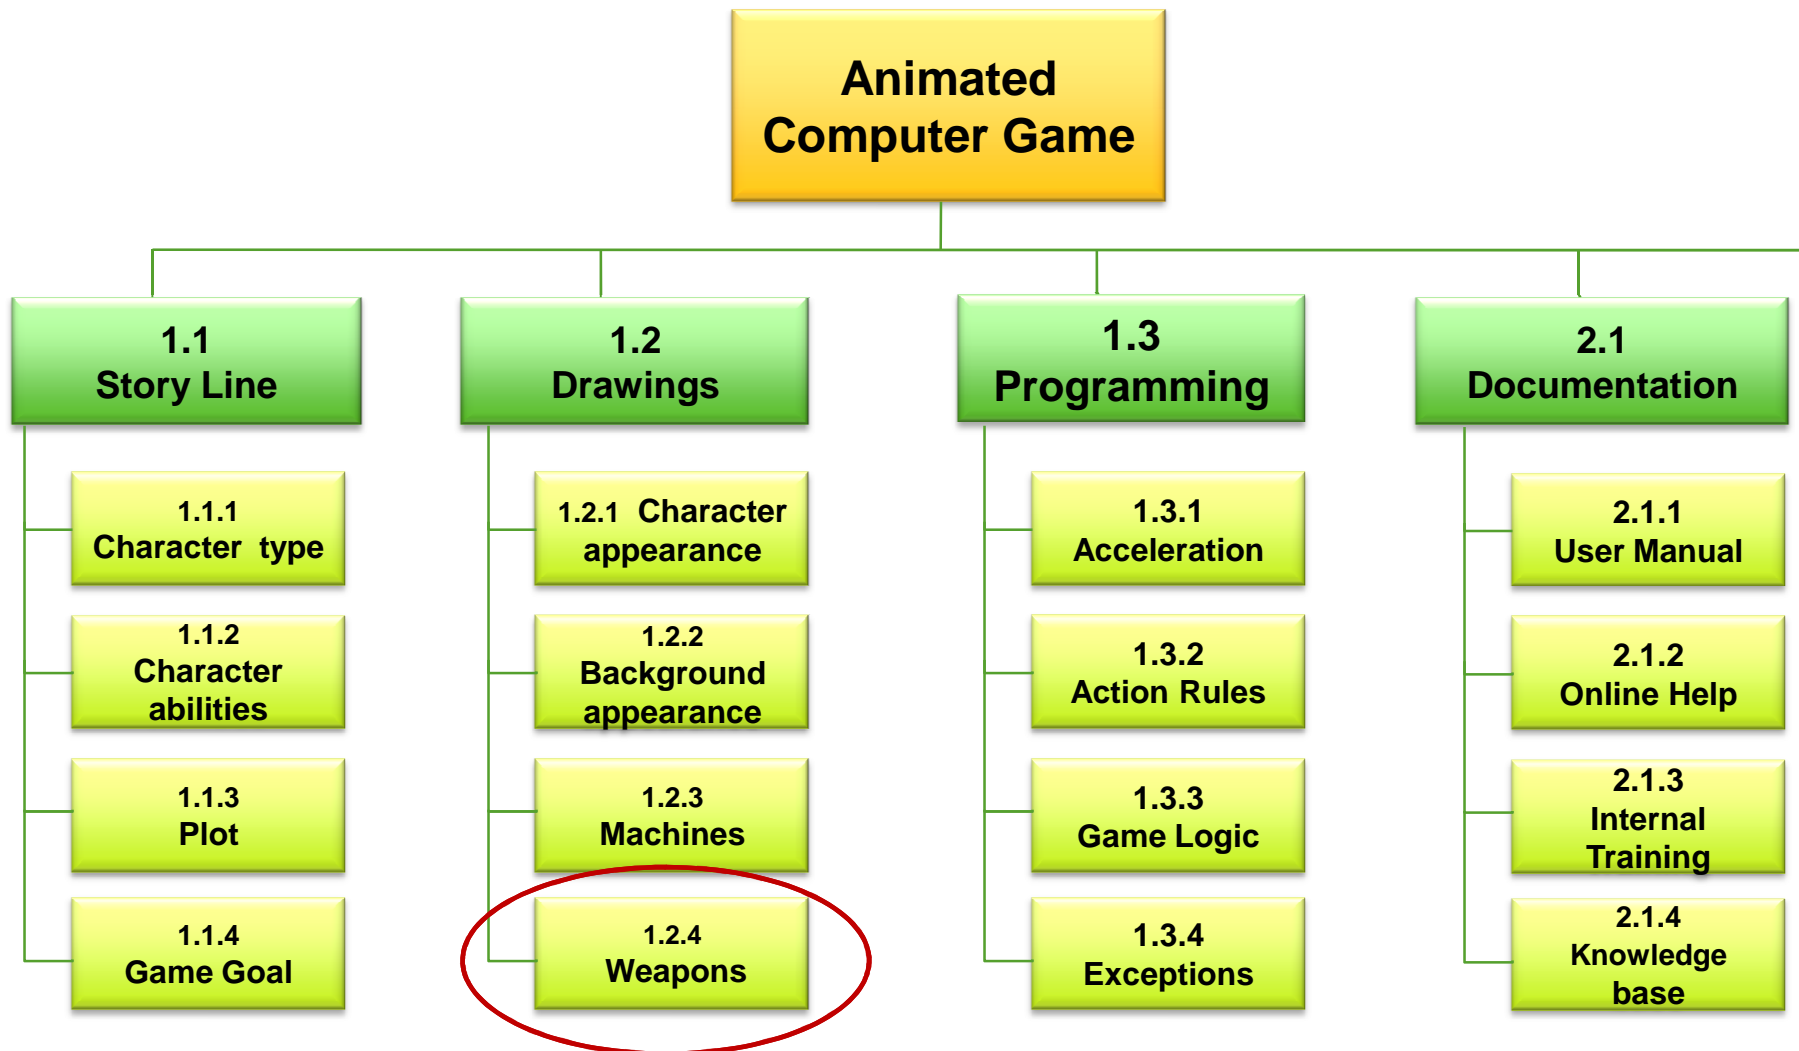 Animated
Computer Game
1.1
Story Line
1.1.1
Character type
1.1.2
Character
abilities
1.1.3
Plot
1.1.4
Game Goal
1.2
Drawings
1.2.1 Character
appearance
1.2.2
Background
appearance
1.2.3
Machines
1.2.4
Weapons
1.3
Programming
1.3.1
Acceleration
1.3.2
Action Rules
1.3.3
Game Logic
1.3.4
Exceptions
2.1
Documentation
2.1.1
User Manual
2.1.2
Online Help
2.1.3
Internal
Training
2.1.4
Knowledge
base